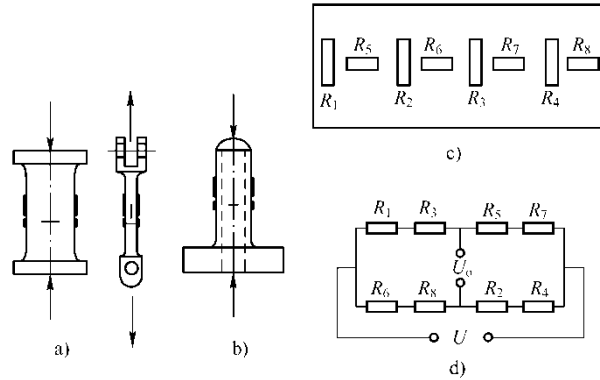 R₅ R₆ R₇ R₈
R₁ R₂ R₃ R₄
c)
R₁ R₃ R₅ R₇
Uₒ
R₆ R₈ R₂ R₄
U
a) b)
d)